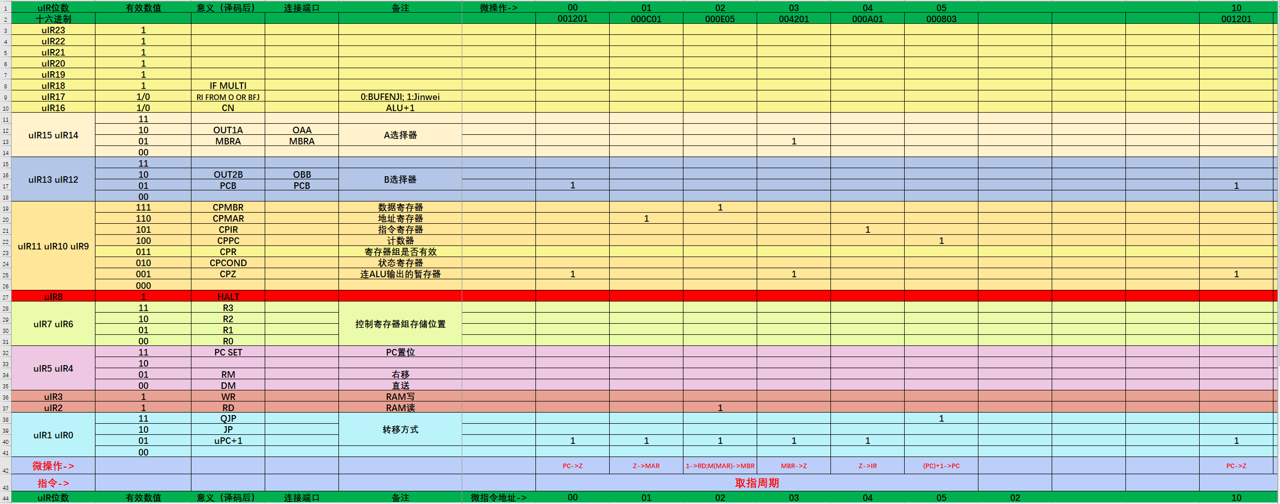 1 uIR位数 有效数值 意义（译码后） 连接端口 备注 微操作-> 00 01 02 03 04 05 10
2 十六进制 001201 000C01 000E05 004201 000A01 000803 001201
3 uIR23 1
4 uIR22 1
5 uIR21 1
6 uIR20 1
7 uIR19 1
8 uIR18 1 IF MULTI
9 uIR17 1/0 RI FROM O OR BFJ 0:BUFENJI; 1:Jinwei
10 uIR16 1/0 CN ALU+1
11 uIR15 uIR14 11 A选择器
12 10 OUT1A OAA
13 01 MBRA MBRA 1
14 00
15 uIR13 uIR12 11 B选择器
16 10 OUT2B OBB
17 01 PCB PCB 1 1
18 00
19 uIR11 uIR10 uIR9 111 CPMBR 数据寄存器 1
20 110 CPMAR 地址寄存器 1
21 101 CPIR 指令寄存器 1
22 100 CPPC 计数器 1
23 011 CPR 寄存器组是否有效
24 010 CPCOND 状态寄存器
25 001 CPZ 连ALU输出的暂存器 1 1 1
26 000
27 uIR8 1 HALT
28 uIR7 uIR6 11 R3 控制寄存器组存储位置
29 10 R2
30 01 R1
31 00 R0
32 uIR5 uIR4 11 PC SET PC置位
33 10
34 01 RM 右移
35 00 DM 直送
36 uIR3 1 WR RAM写
37 uIR2 1 RD RAM读 1
38 uIR1 uIR0 11 QJP 转移方式 1
39 10 JP
40 01 uPC+1 1 1 1 1 1 1
41 00
42 微操作-> PC->Z Z->MAR 1->RD;M(MAR)->MBR MBR->Z Z->IR (PC)+1->PC PC->Z
43 指令-> 取指周期
44 uIR位数 有效数值 意义（译码后） 连接端口 备注 微指令地址-> 00 01 02 03 04 05 02 10